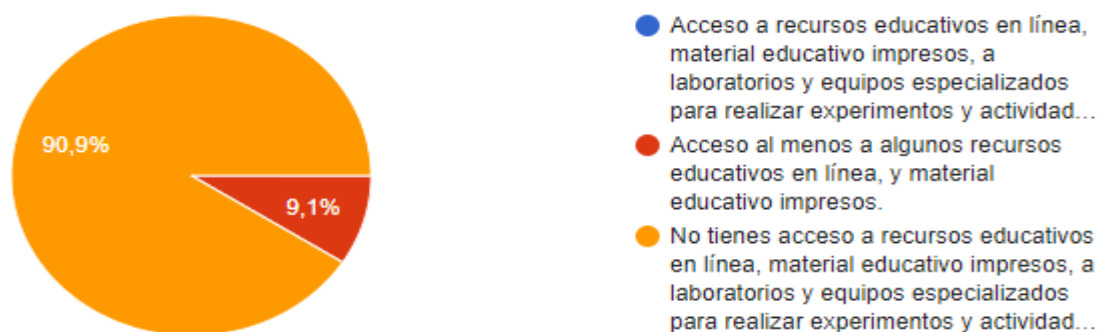 90,9%
9,1%
Acceso a recursos educativos en línea,
material educativo impresos, a
laboratorios y equipos especializados
para realizar experimentos y actividad...
Acceso al menos a algunos recursos
educativos en línea, y material
educativo impresos.
No tienes acceso a recursos educativos
en línea, material educativo impresos, a
laboratorios y equipos especializados
para realizar experimentos y actividad...